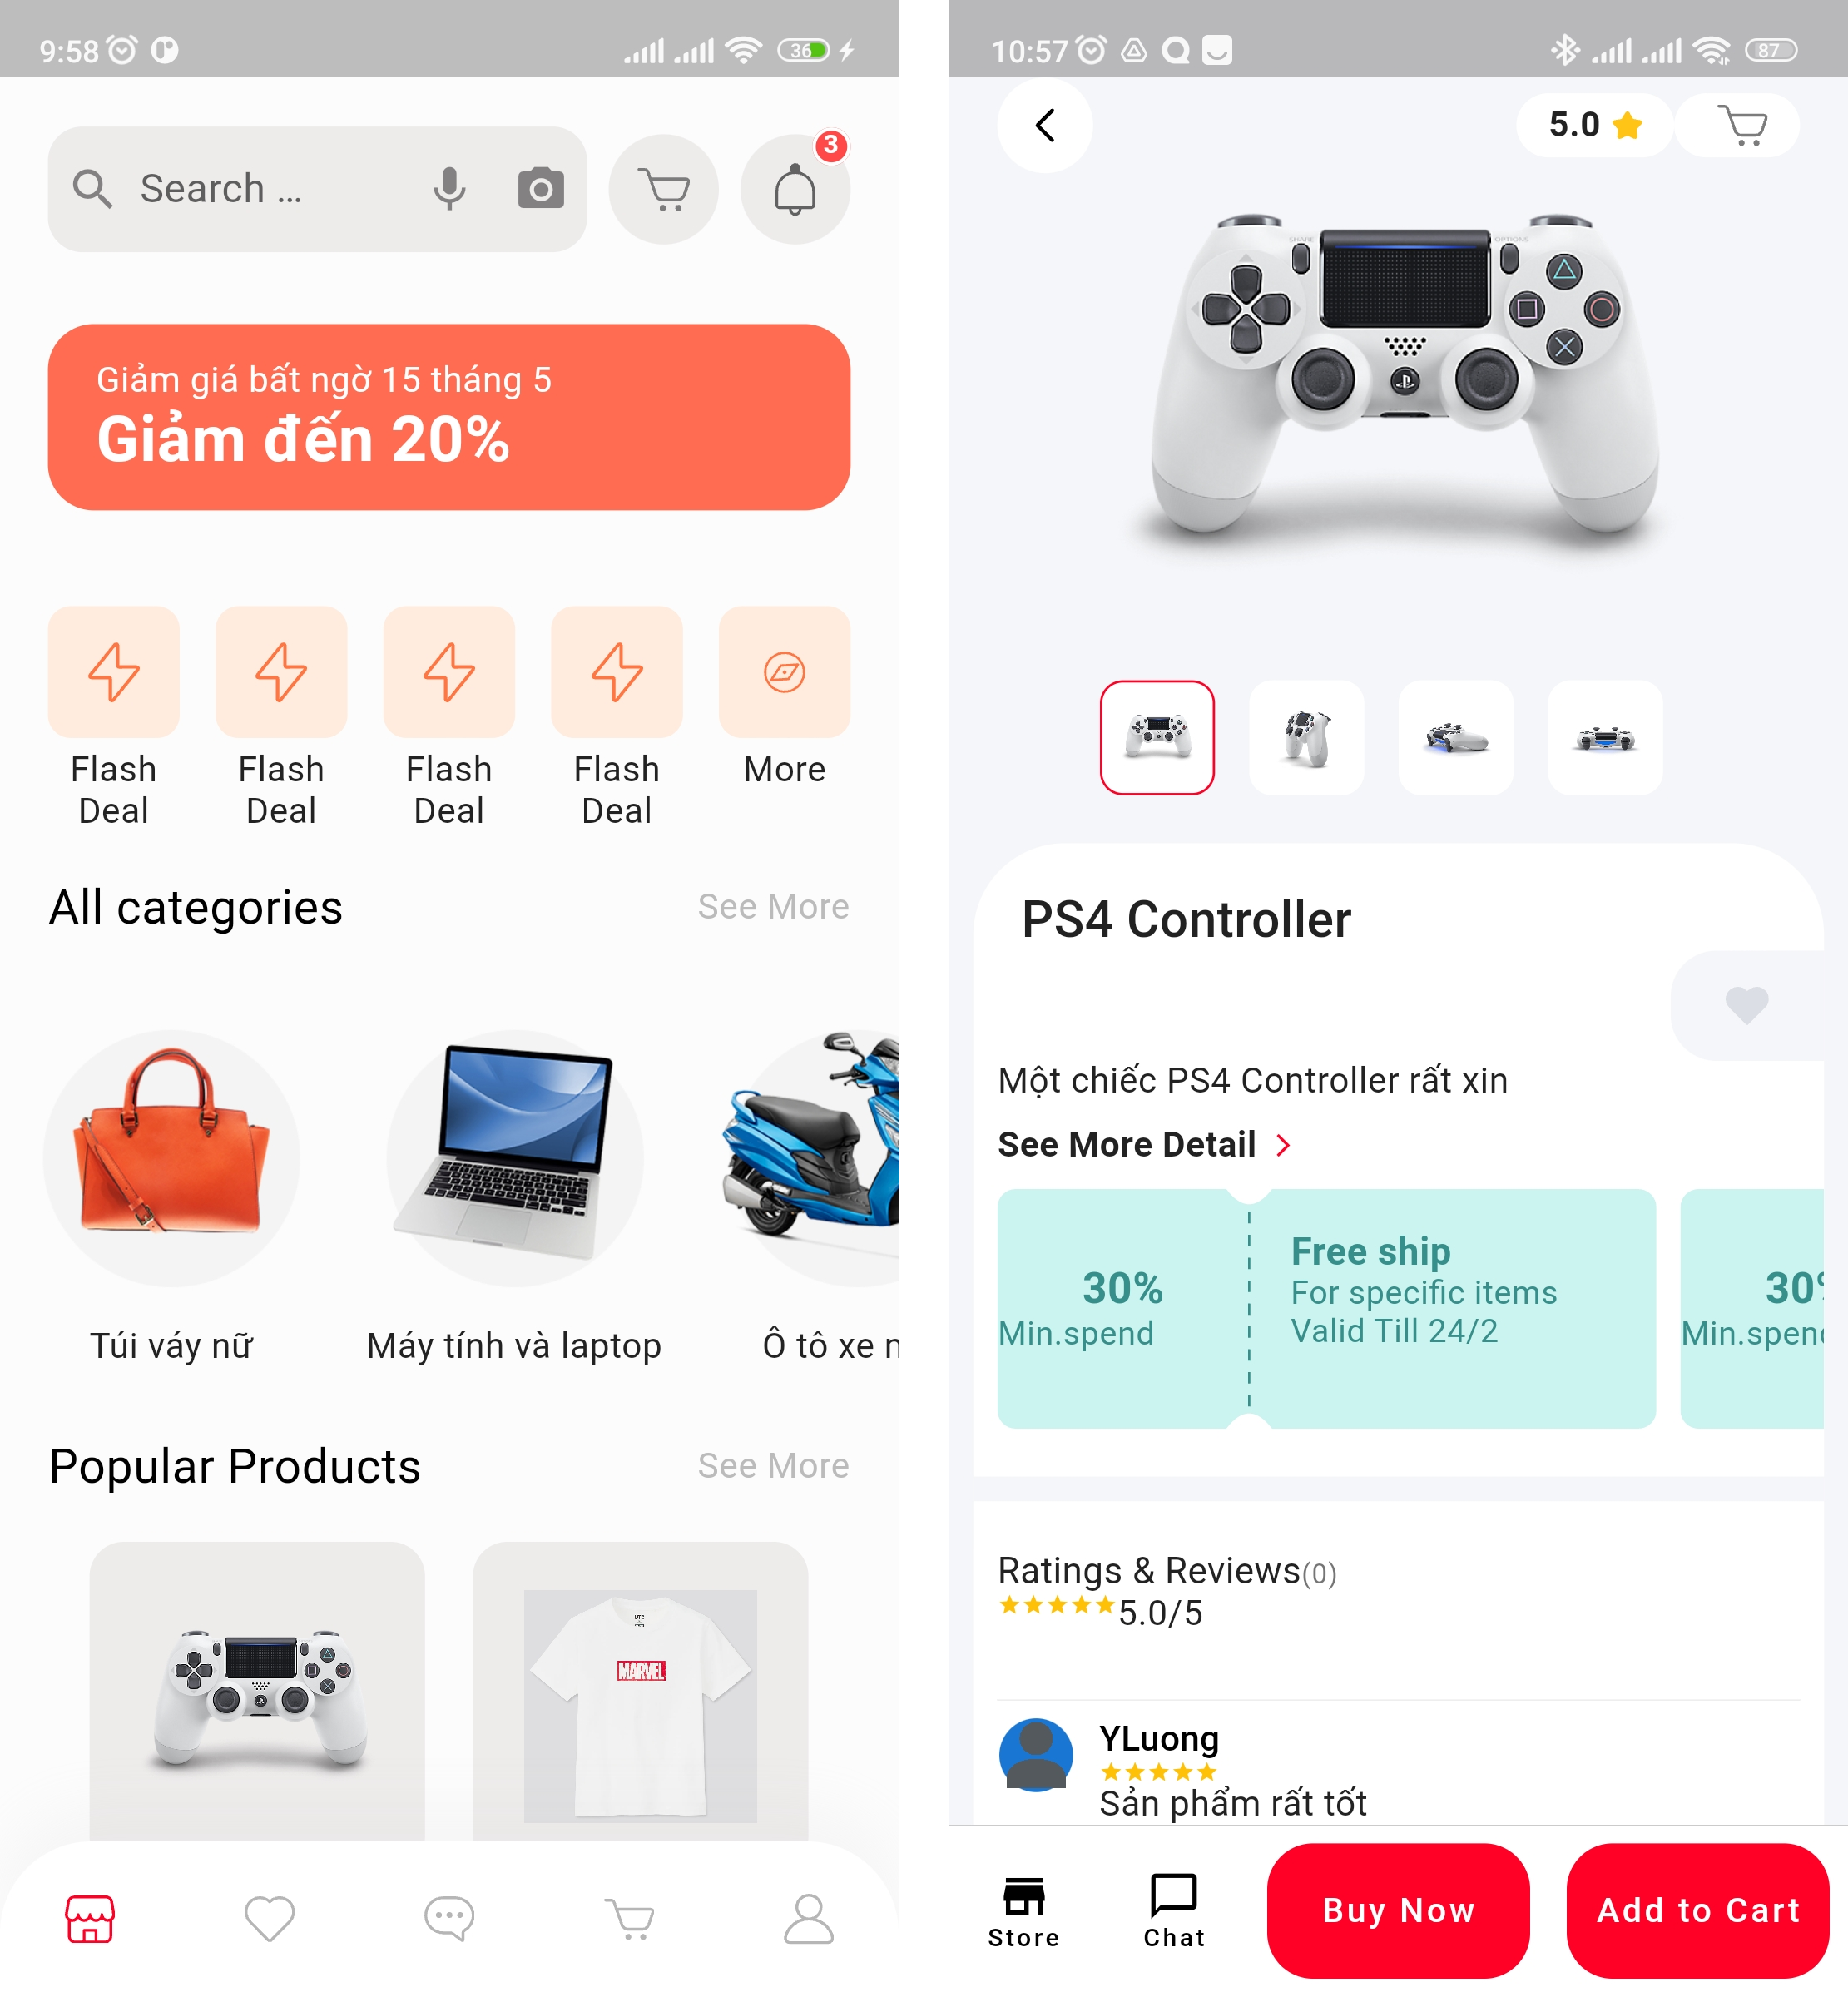 9:58
36
Search ...
3
Giảm giá bất ngờ 15 tháng 5
Giảm đến 20%
Flash
Deal
Flash
Deal
Flash
Deal
Flash
Deal
More
All categories
See More
Túi váy nữ
Máy tính và laptop
Ô tô xe
Popular Products
See More
MARVEL
10:57
87
5.0
SHARE
OPTIONS
PS4 Controller
Một chiếc PS4 Controller rất xin
See More Detail
30%
Min.spend
Free ship
For specific items
Valid Till 24/2
30%
Min.spend
Ratings & Reviews(0)
5.0/5
YLuong
Sản phẩm rất tốt
Store
Chat
Buy Now
Add to Cart